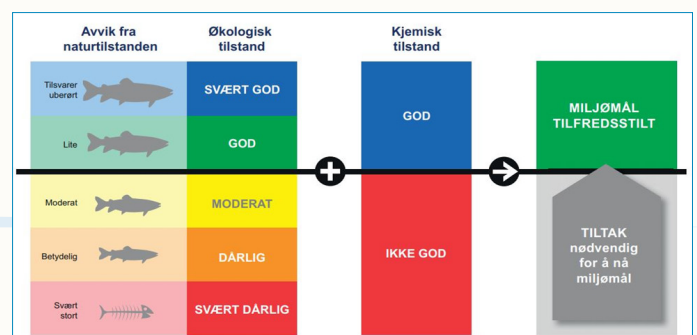 Avvik fra
naturtilstanden
Økologisk
tilstand
Kjemisk
tilstand
Tilsvarer
uberørt
SVÆRT GOD
Lite
GOD
Moderat
MODERAT
Betydelig
DÅRLIG
Svært
stort
SVÆRT DÅRLIG
GOD
IKKE GOD
MILJØMÅL
TILFREDSSTILT
TILTAK
nødvendig
for å nå
miljømål